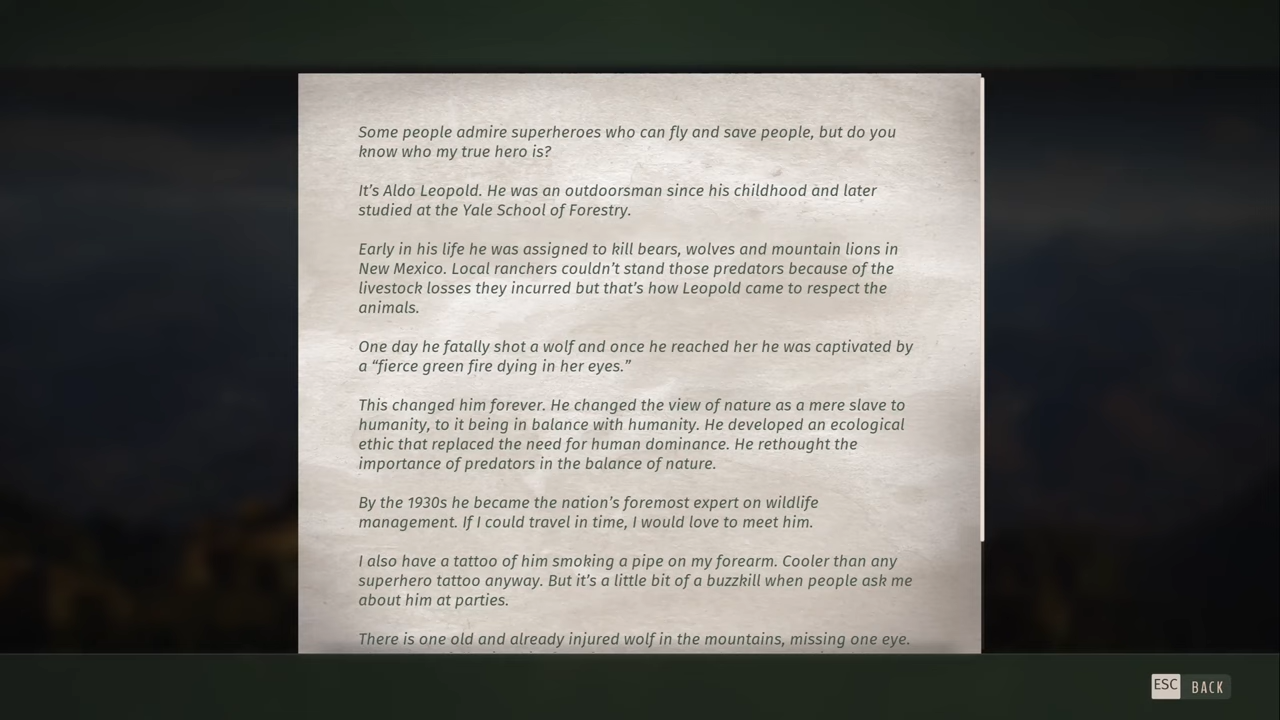 Some people admire superheroes who can fly and save people, but do you
know who my true hero is?
It's Aldo Leopold. He was an outdoorsman since his childhood and later
studied at the Yale School of Forestry.
Early in his life he was assigned to kill bears, wolves and mountain lions in
New Mexico. Local ranchers couldn't stand those predators because of the
livestock losses they incurred but that's how Leopold came to respect the
animals.
One day he fatally shot a wolf and once he reached her he was captivated by
a “fierce green fire dying in her eyes.”
This changed him forever. He changed the view of nature as a mere slave to
humanity, to it being in balance with humanity. He developed an ecological
ethic that replaced the need for human dominance. He rethought the
importance of predators in the balance of nature.
By the 1930s he became the nation's foremost expert on wildlife
management. If I could travel in time, I would love to meet him.
I also have a tattoo of him smoking a pipe on my forearm. Cooler than any
superhero tattoo anyway. But it's a little bit of a buzzkill when people ask me
about him at parties.
There is one old and already injured wolf in the mountains, missing one eye.
ESC BACK